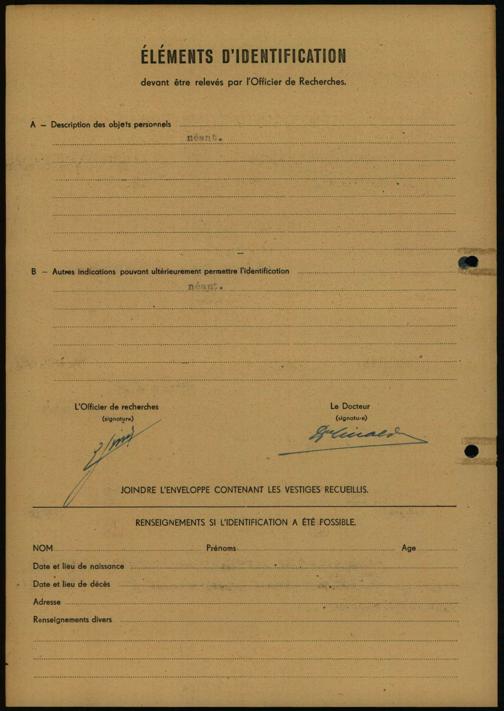 ÉLÉMENTS D'IDENTIFICATION
devant être relevés par l'Officier de Recherches.
A – Description des objets personnels
néant.
B – Autres indications pouvant ultérieurement permettre l'identification
néant.
L'Officier de recherches Le Docteur
(signature) (signature)
JOINDRE L'ENVELOPPE CONTENANT LES VESTIGES RECUEILLIS.
RENSEIGNEMENTS SI L'IDENTIFICATION A ÉTÉ POSSIBLE.
NOM Prénoms Age
Date et lieu de naissance
Date et lieu de décès
Adresse
Renseignements divers